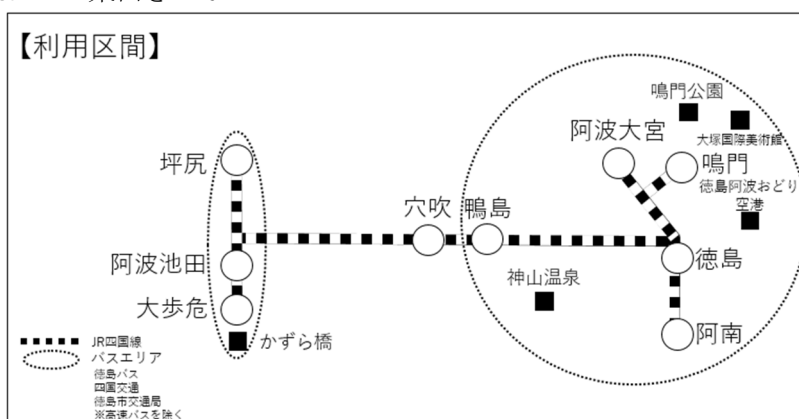 【利用区間】
鳴門公園
阿波大宮
大塚国際美術館
坪尻
鳴門
徳島阿波おどり
空港
穴吹
鴨島
阿波池田
徳島
神山温泉
大歩危
阿南
かずら橋
JR四国線
バスエリア
徳島バス
四国交通
徳島市交通局
※高速バスを除く